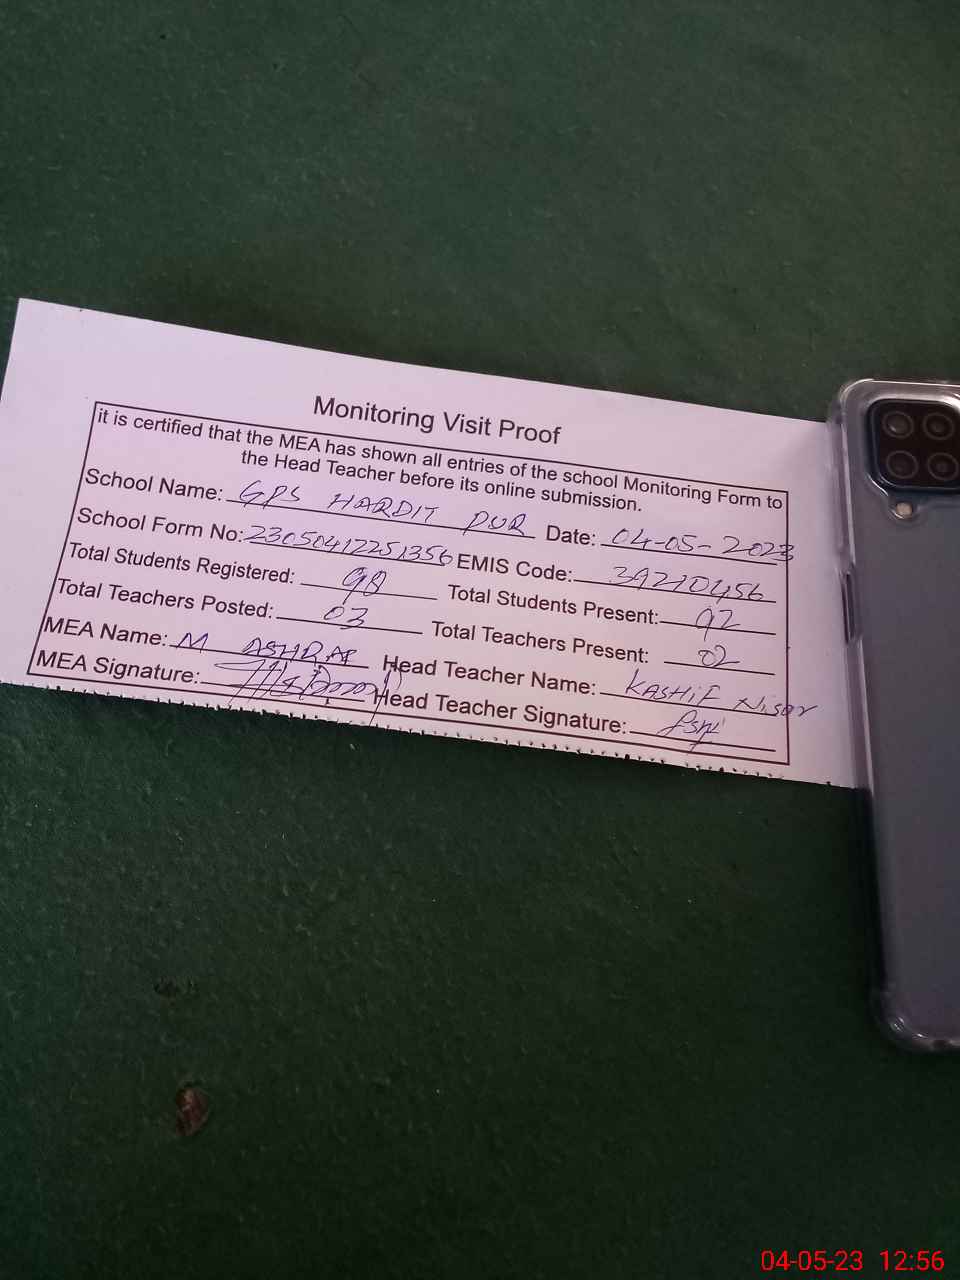 Monitoring Visit Proof
it is certified that the MEA has shown all entries of the school Monitoring Form to
the Head Teacher before its online submission.
School Name: GPS HARDIT PUR Date: 04-05-2023
School Form No: 23050412251356 EMIS Code: 39210456
Total Students Registered: 98 Total Students Present: 92
Total Teachers Posted: 03 Total Teachers Present: 02
MEA Name: M ASHRAF Head Teacher Name: KASHIF Nisar
MEA Signature: Head Teacher Signature:
04-05-23 12:56